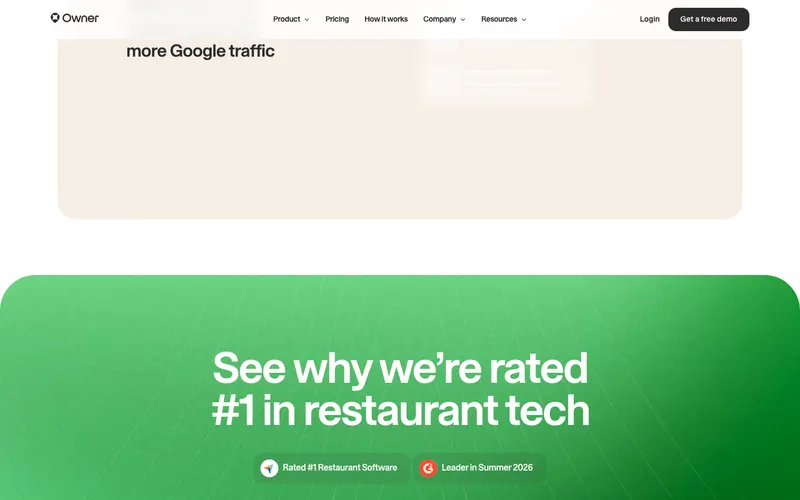 Owner
Product
Pricing
How it works
Company
Resources
Login
Get a free demo
more Google traffic
See why we're rated
#1 in restaurant tech
Rated #1 Restaurant Software
Leader in Summer 2026